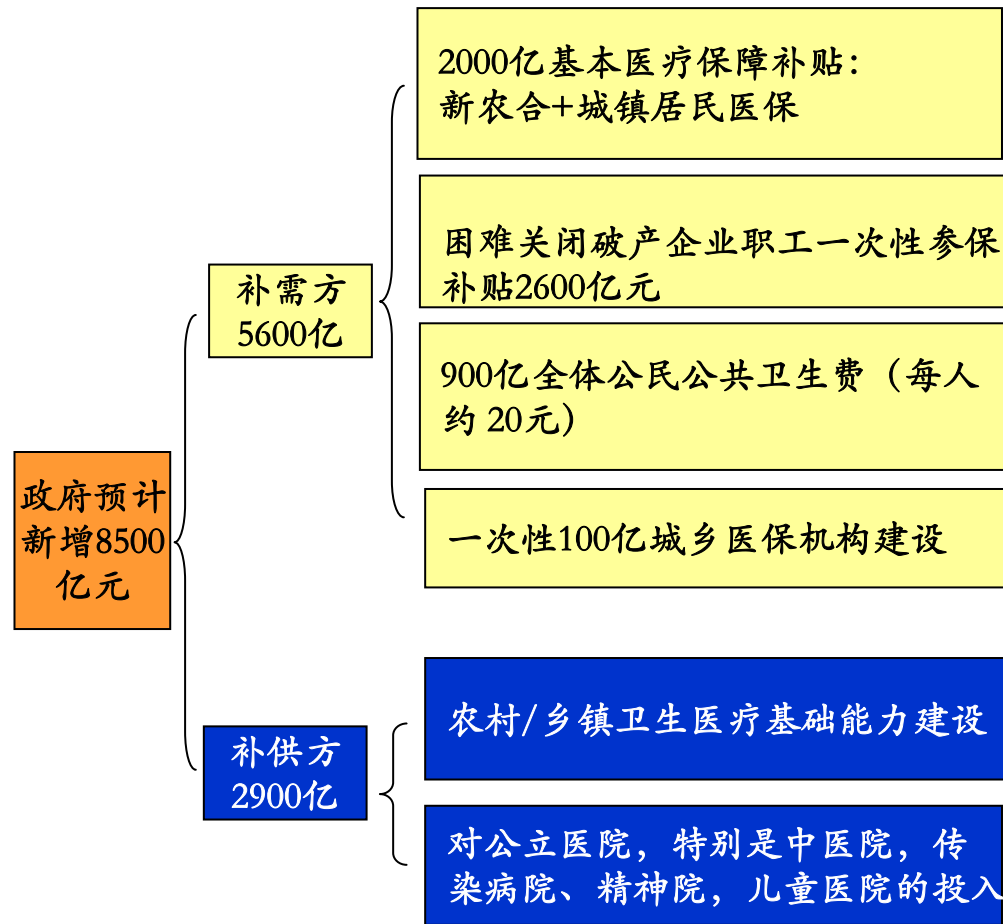 政府预计
新增8500
亿元
补需方
5600亿
2000亿基本医疗保障补贴：
新农合+城镇居民医保
困难关闭破产企业职工一次性参保
补贴2600亿元
900亿全体公民公共卫生费（每人
约 20元）
一次性100亿城乡医保机构建设
补供方
2900亿
农村/乡镇卫生医疗基础能力建设
对公立医院，特别是中医院，传
染病院、精神院，儿童医院的投入